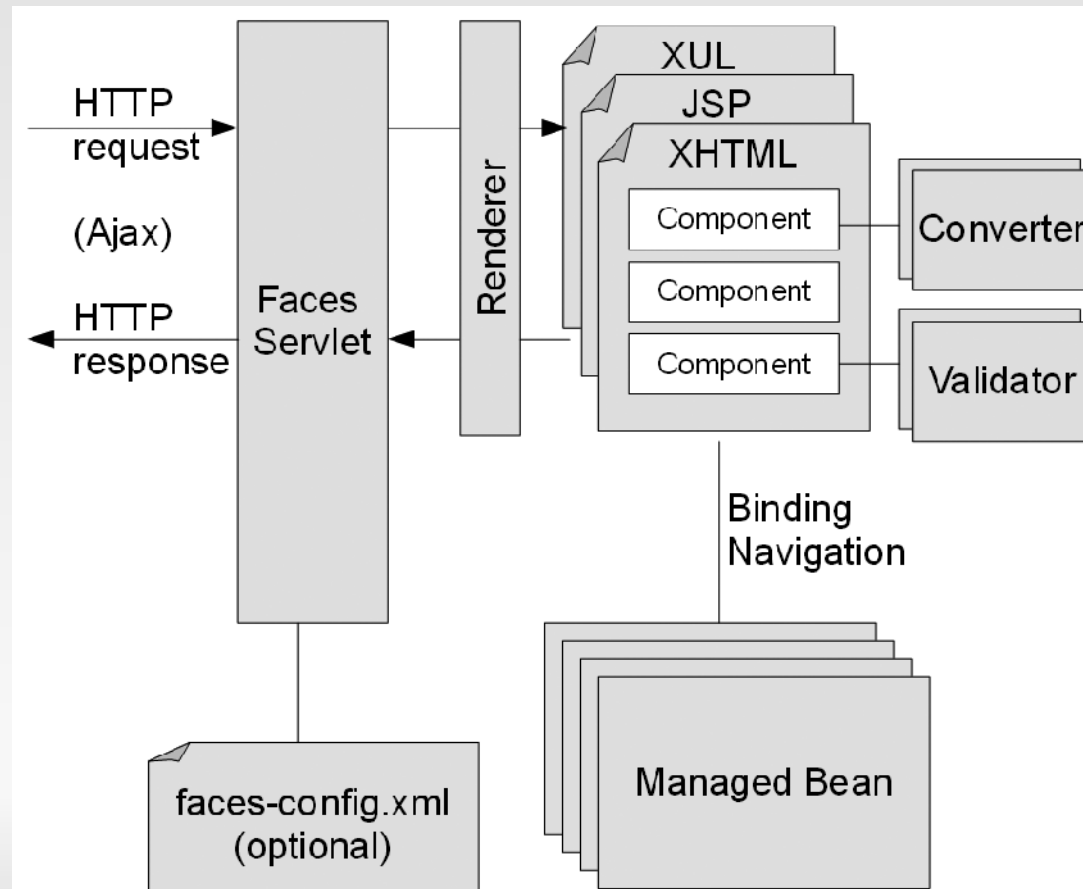 HTTP
request
(Ajax)
HTTP
response
Faces
Servlet
Renderer
XUL
JSP
XHTML
Component
Component
Component
Converter
Validator
Binding
Navigation
faces-config.xml
(optional)
Managed Bean